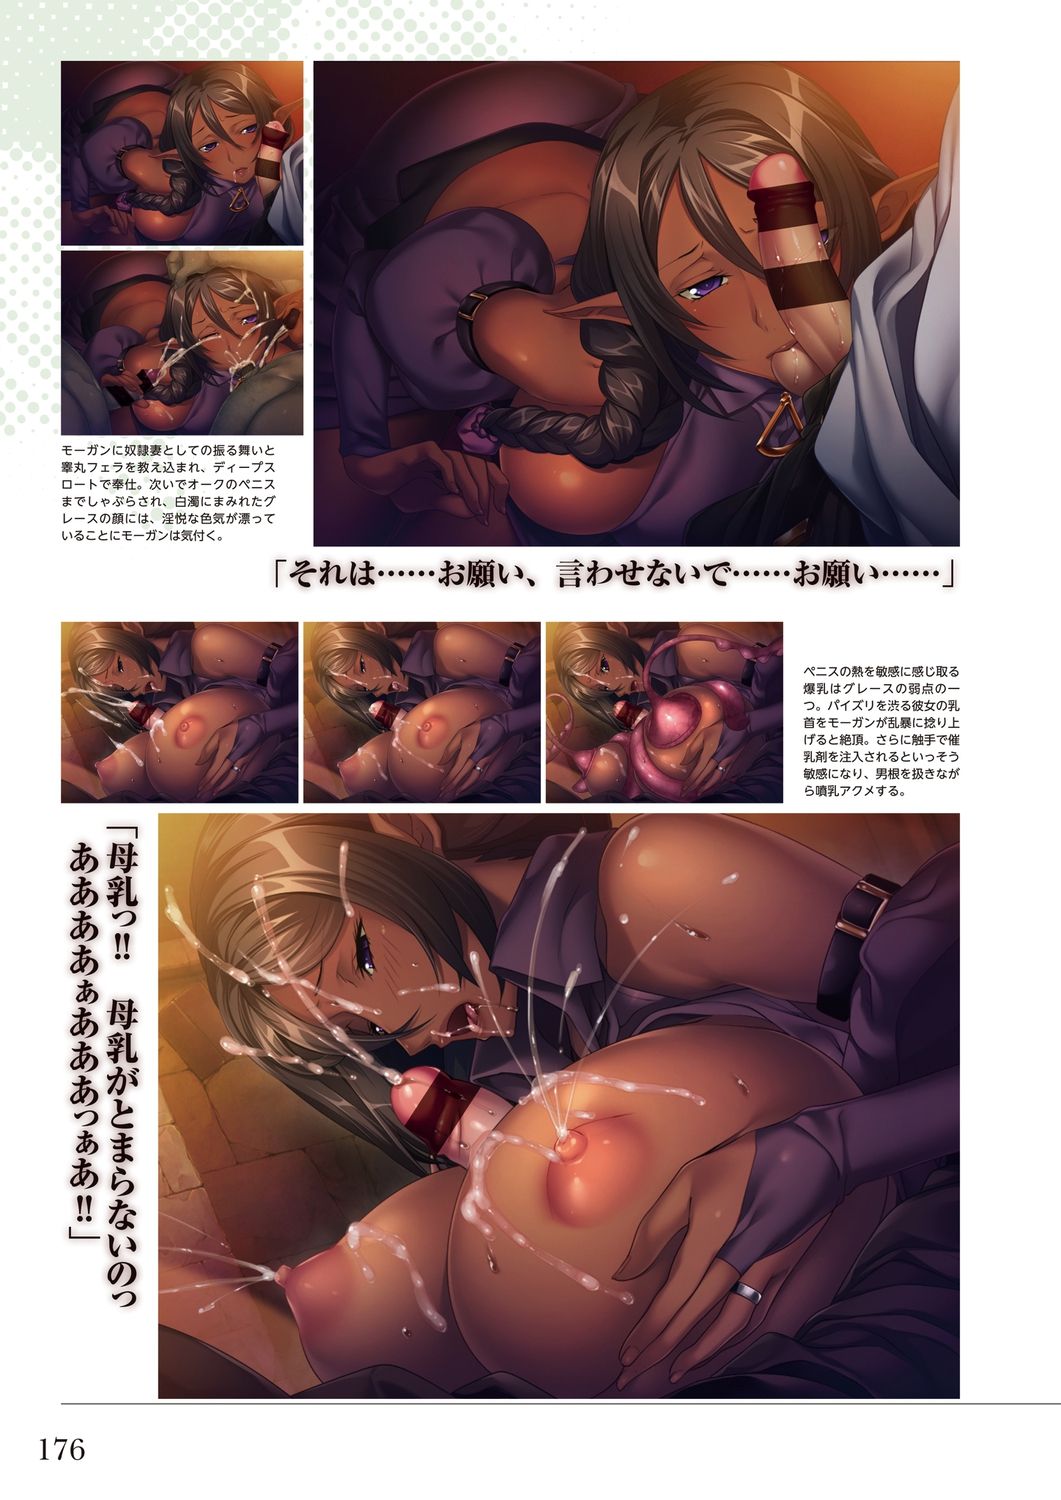 モーガンに奴隷妻としての振る舞いと
睾丸フェラを教え込まれ、ディープス
ロートで奉仕。次いでオークのペニス
までしゃぶらされ、白濁にまみれたグ
レースの顔には、淫悦な色気が漂って
いることにモーガンは気付く。
「それは……お願い、言わせないで……お願い……」
ペニスの熱を敏感に感じ取る
爆乳はグレースの弱点の一
つ。パイズリを渋る彼女の乳
首をモーガンが乱暴に捻り上
げると絶頂。さらに触手で催
乳剤を注入されるといっそう
敏感になり、男根を扱きなが
ら噴乳アクメする。
「母乳っ!!　母乳がとまらないのっ
ああああぁあああっぁあ!!」
176